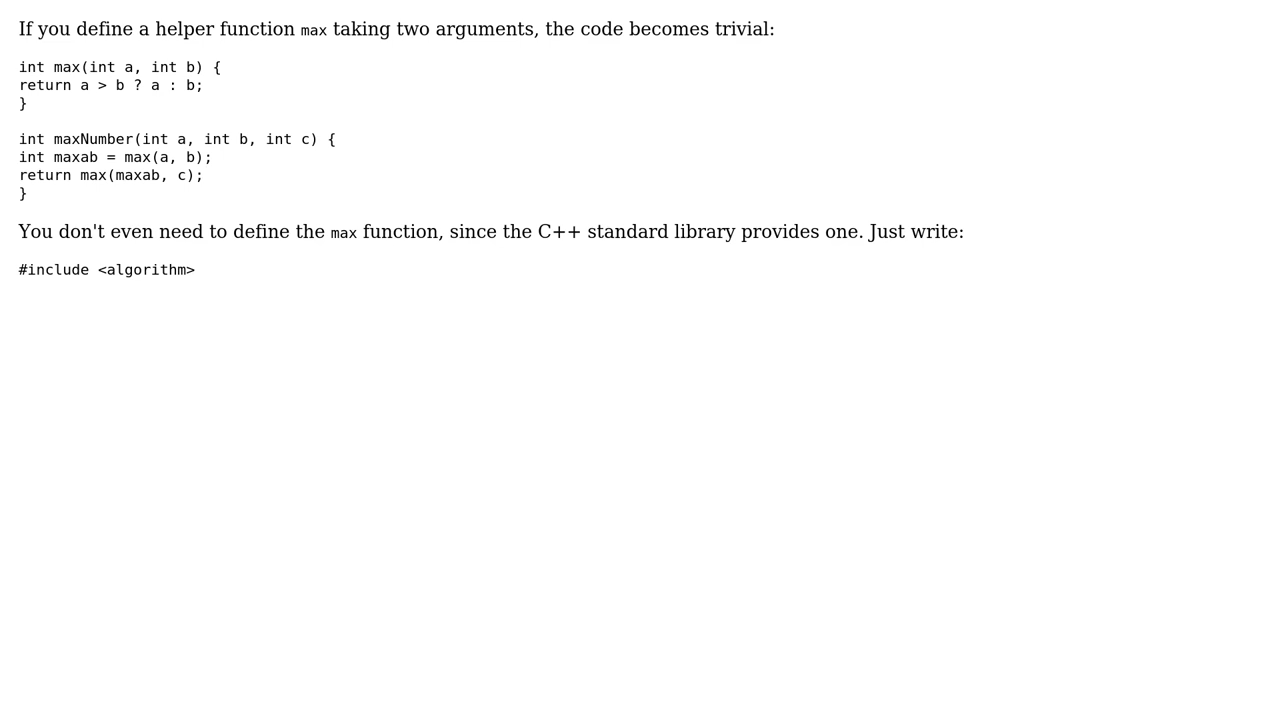 If you define a helper function max taking two arguments, the code becomes trivial:
int max(int a, int b) {
return a > b ? a : b;
}
int maxNumber(int a, int b, int c) {
int maxab = max(a, b);
return max(maxab, c);
}
You don't even need to define the max function, since the C++ standard library provides one. Just write:
#include <algorithm>